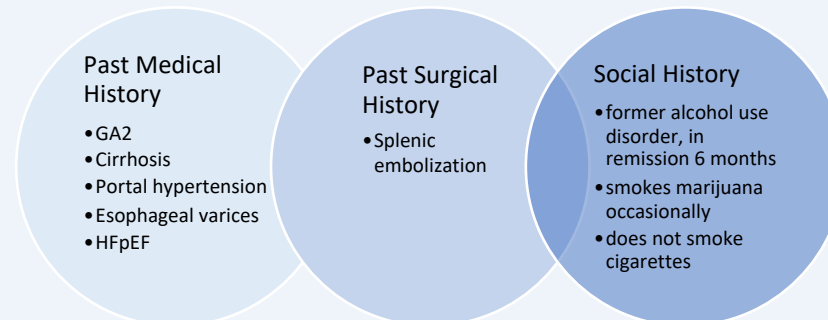 Past Medical
History
•GA2
•Cirrhosis
•Portal hypertension
•Esophageal varices
•HFpEF
Past Surgical
History
•Splenic
embolization
Social History
•former alcohol use
disorder, in
remission 6 months
•smokes marijuana
occasionally
•does not smoke
cigarettes